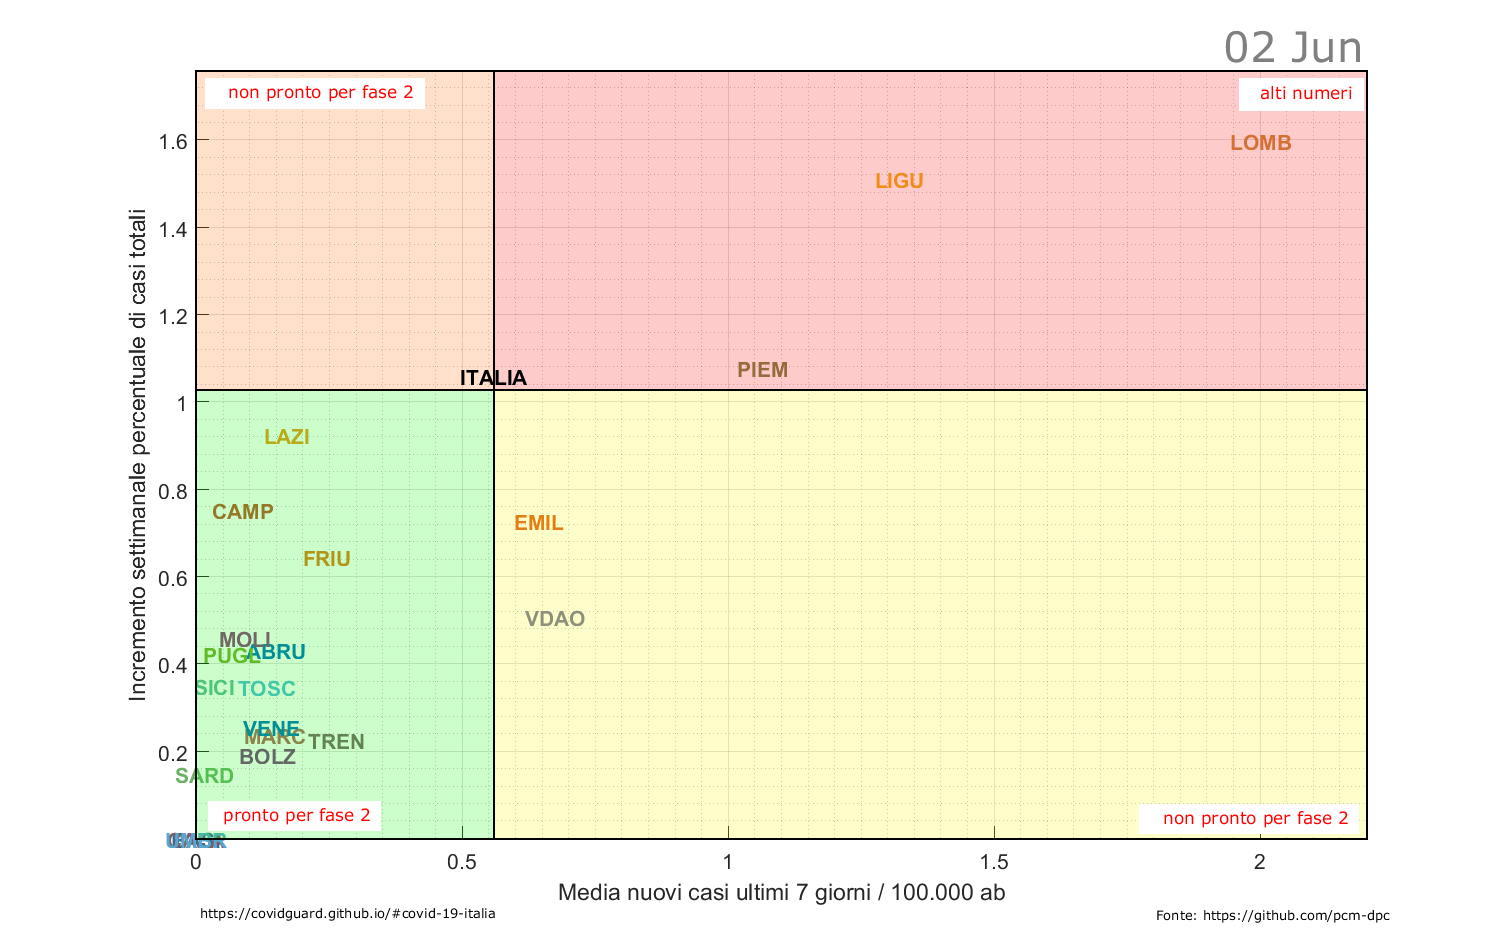 02 Jun
non pronto per fase 2
alti numeri
1.6
LOMB
LIGU
1.4
1.2
PIEM
ITALIA
1
LAZI
0.8
CAMP
EMIL
FRIU
0.6
VDAO
MOLI
ABRU
PUGL
0.4
SICI TOSC
VENE
MARC
TREN
0.2
BOLZ
SARD
pronto per fase 2
non pronto per fase 2
0
0.5
1
1.5
2
Incremento settimanale percentuale di casi totali
Media nuovi casi ultimi 7 giorni / 100.000 ab
https://covidguard.github.io/#covid-19-italia
Fonte: https://github.com/pcm-dpc